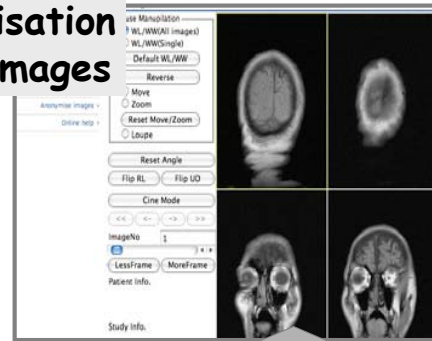 isation
mages
use Manupilation
WL/WW(All images)
WL/WW(Single)
Default WL/WW
Reverse
Move
Zoom
Reset Move/Zoom
Loupe
Anonymise images ›
Online help ›
Reset Angle
Flip RL Flip UD
Cine Mode
<< <- -> >>
ImageNo 1
LessFrame MoreFrame
Patient Info.
Study Info.